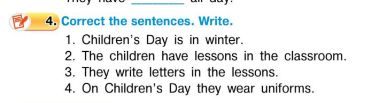 They have ________ all day.
4. Correct the sentences. Write.
1. Children's Day is in winter.
2. The children have lessons in the classroom.
3. They write letters in the lessons.
4. On Children's Day they wear uniforms.